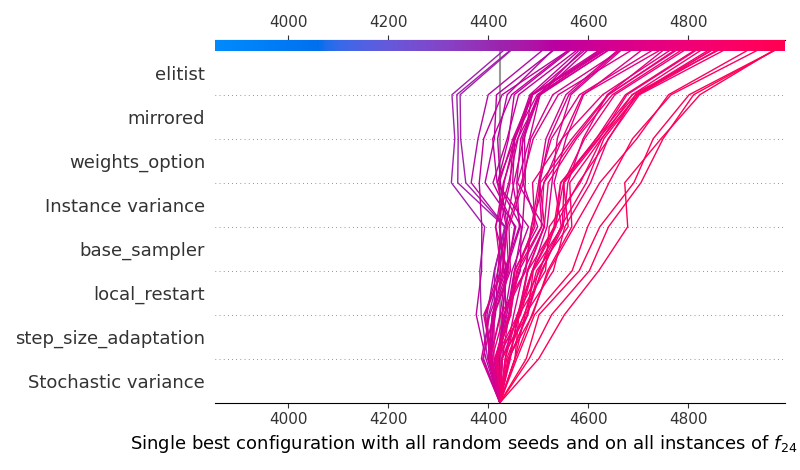 4000 4200 4400 4600 4800
elitist
mirrored
weights_option
Instance variance
base_sampler
local_restart
step_size_adaptation
Stochastic variance
4000 4200 4400 4600 4800
Single best configuration with all random seeds and on all instances of f24